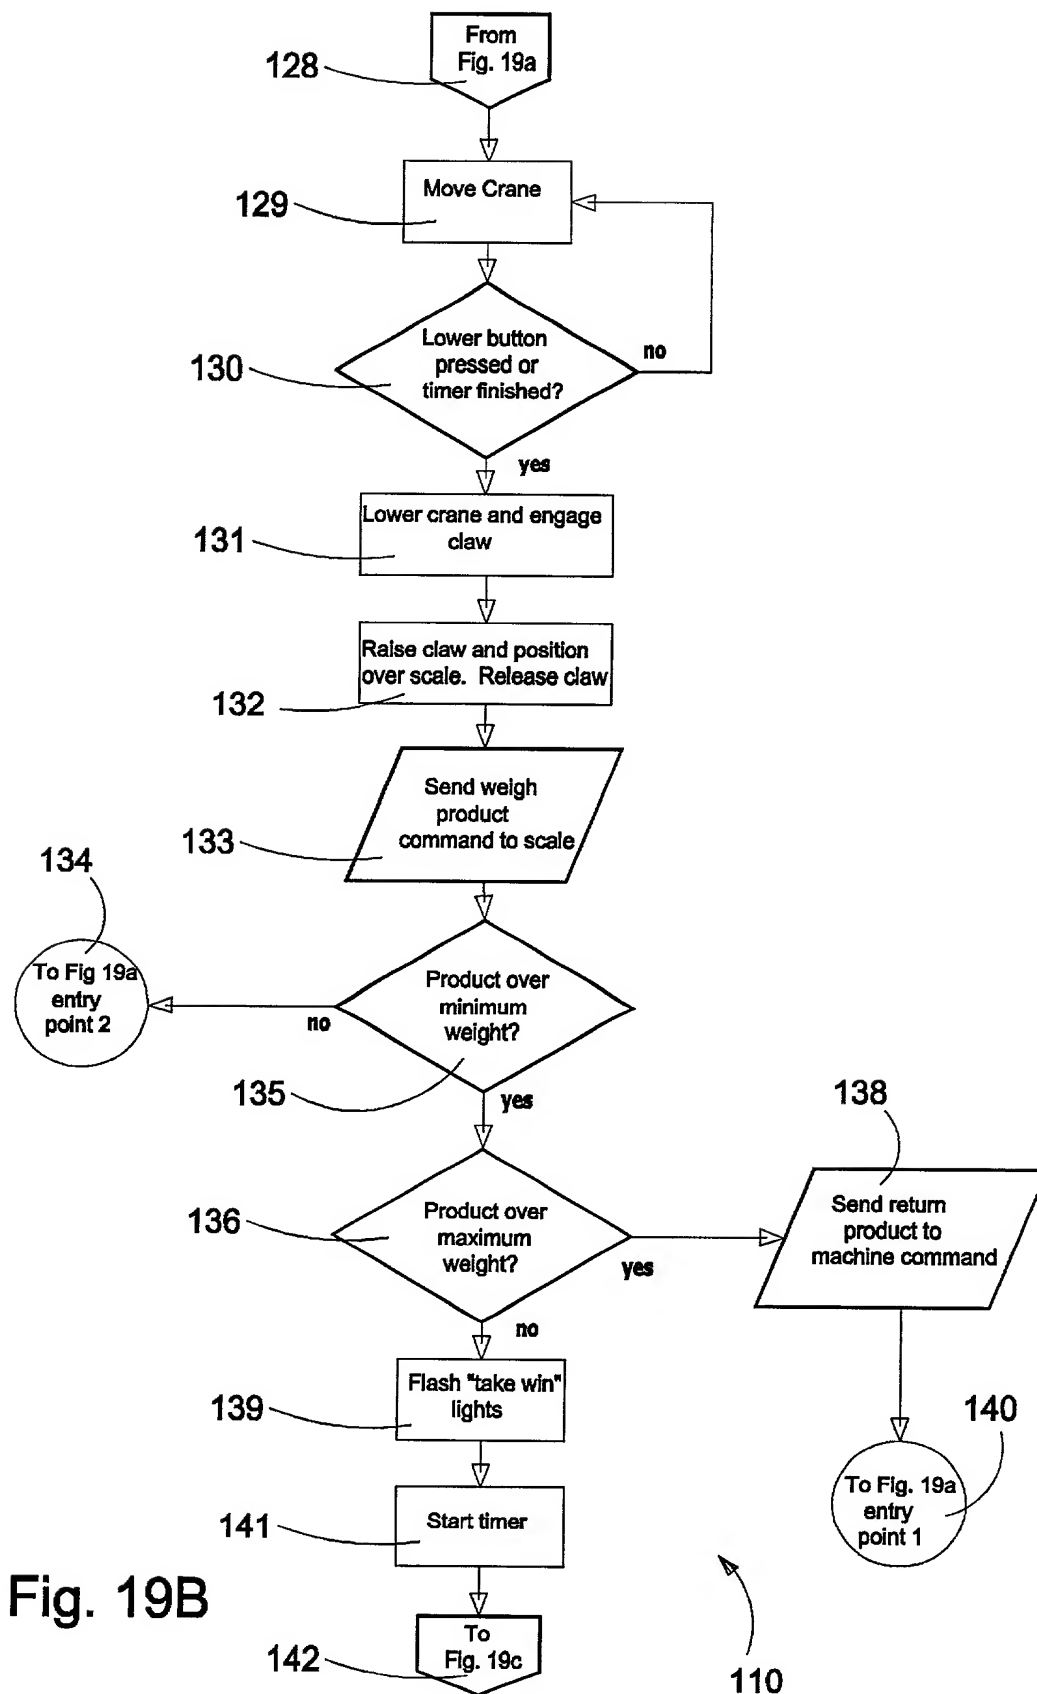 From
Fig. 19a
128
Move Crane
129
Lower button
pressed or
timer finished?
no
130
yes
Lower crane and engage
claw
131
Raise claw and position
over scale. Release claw
132
Send weigh
product
command to scale
133
134
To Fig 19a
entry
point 2
no
Product over
minimum
weight?
135
yes
138
Product over
maximum
weight?
136
yes
Send return
product to
machine command
no
Flash "take win"
lights
139
140
To Fig. 19a
entry
point 1
Start timer
141
Fig. 19B
To
Fig. 19c
142
110